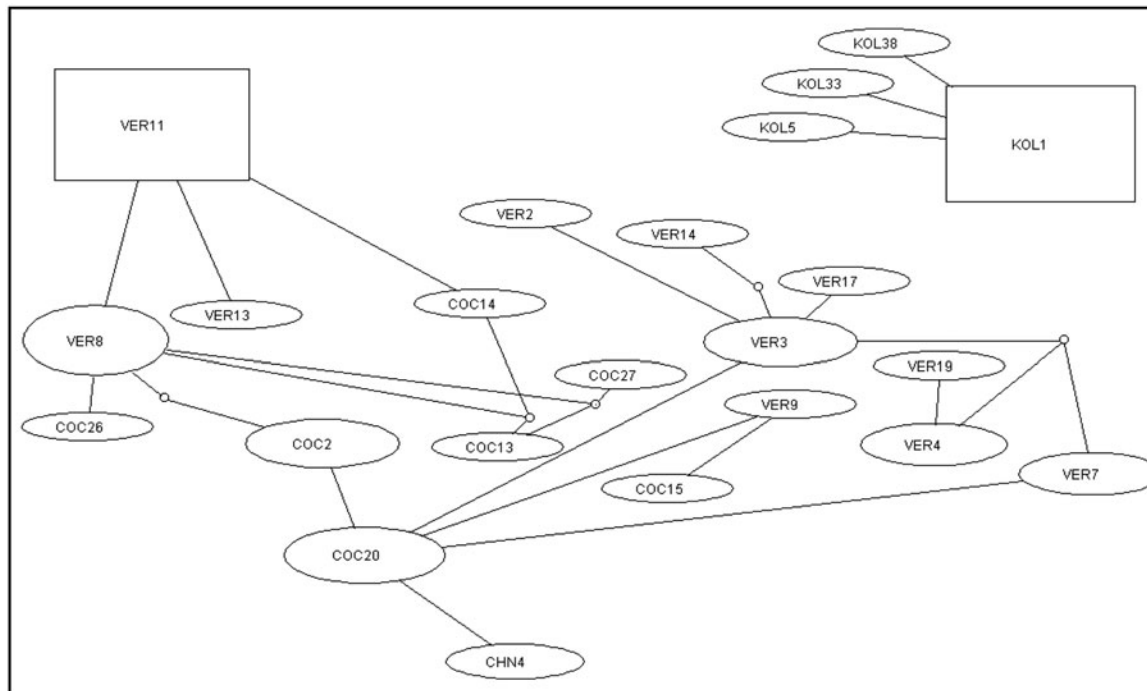 KOL38
KOL33
VER11
KOL5
KOL1
VER2
VER14
VER17
COC14
VER13
VER8
VER3
VER19
COC27
VER9
COC26
COC2
COC13
VER4
VER7
COC15
COC20
CHN4